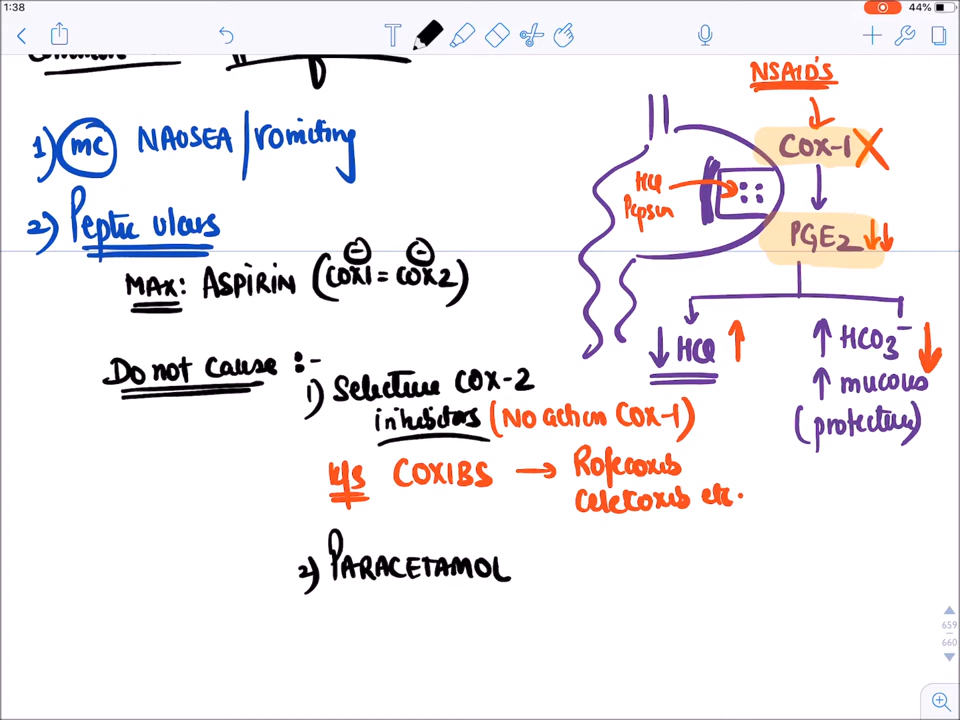 1:38
44%
T
NSAID'S
1) mc NAUSEA / vomiting
COX-1 X
HCl
Pepsin
2) Peptic ulcers
PGE2 ↓↓
MAX: ASPIRIN (COX1 = COX2)
⊖ ⊖
↓ HCl ↑
↑ HCO3- ↓
↑ mucous
(protective)
Do not cause :-
1) Selective COX-2
inhibitors (No action COX-1)
k/s COXIBS → Rofecoxib
Celecoxib etc.
2) PARACETAMOL
659
660